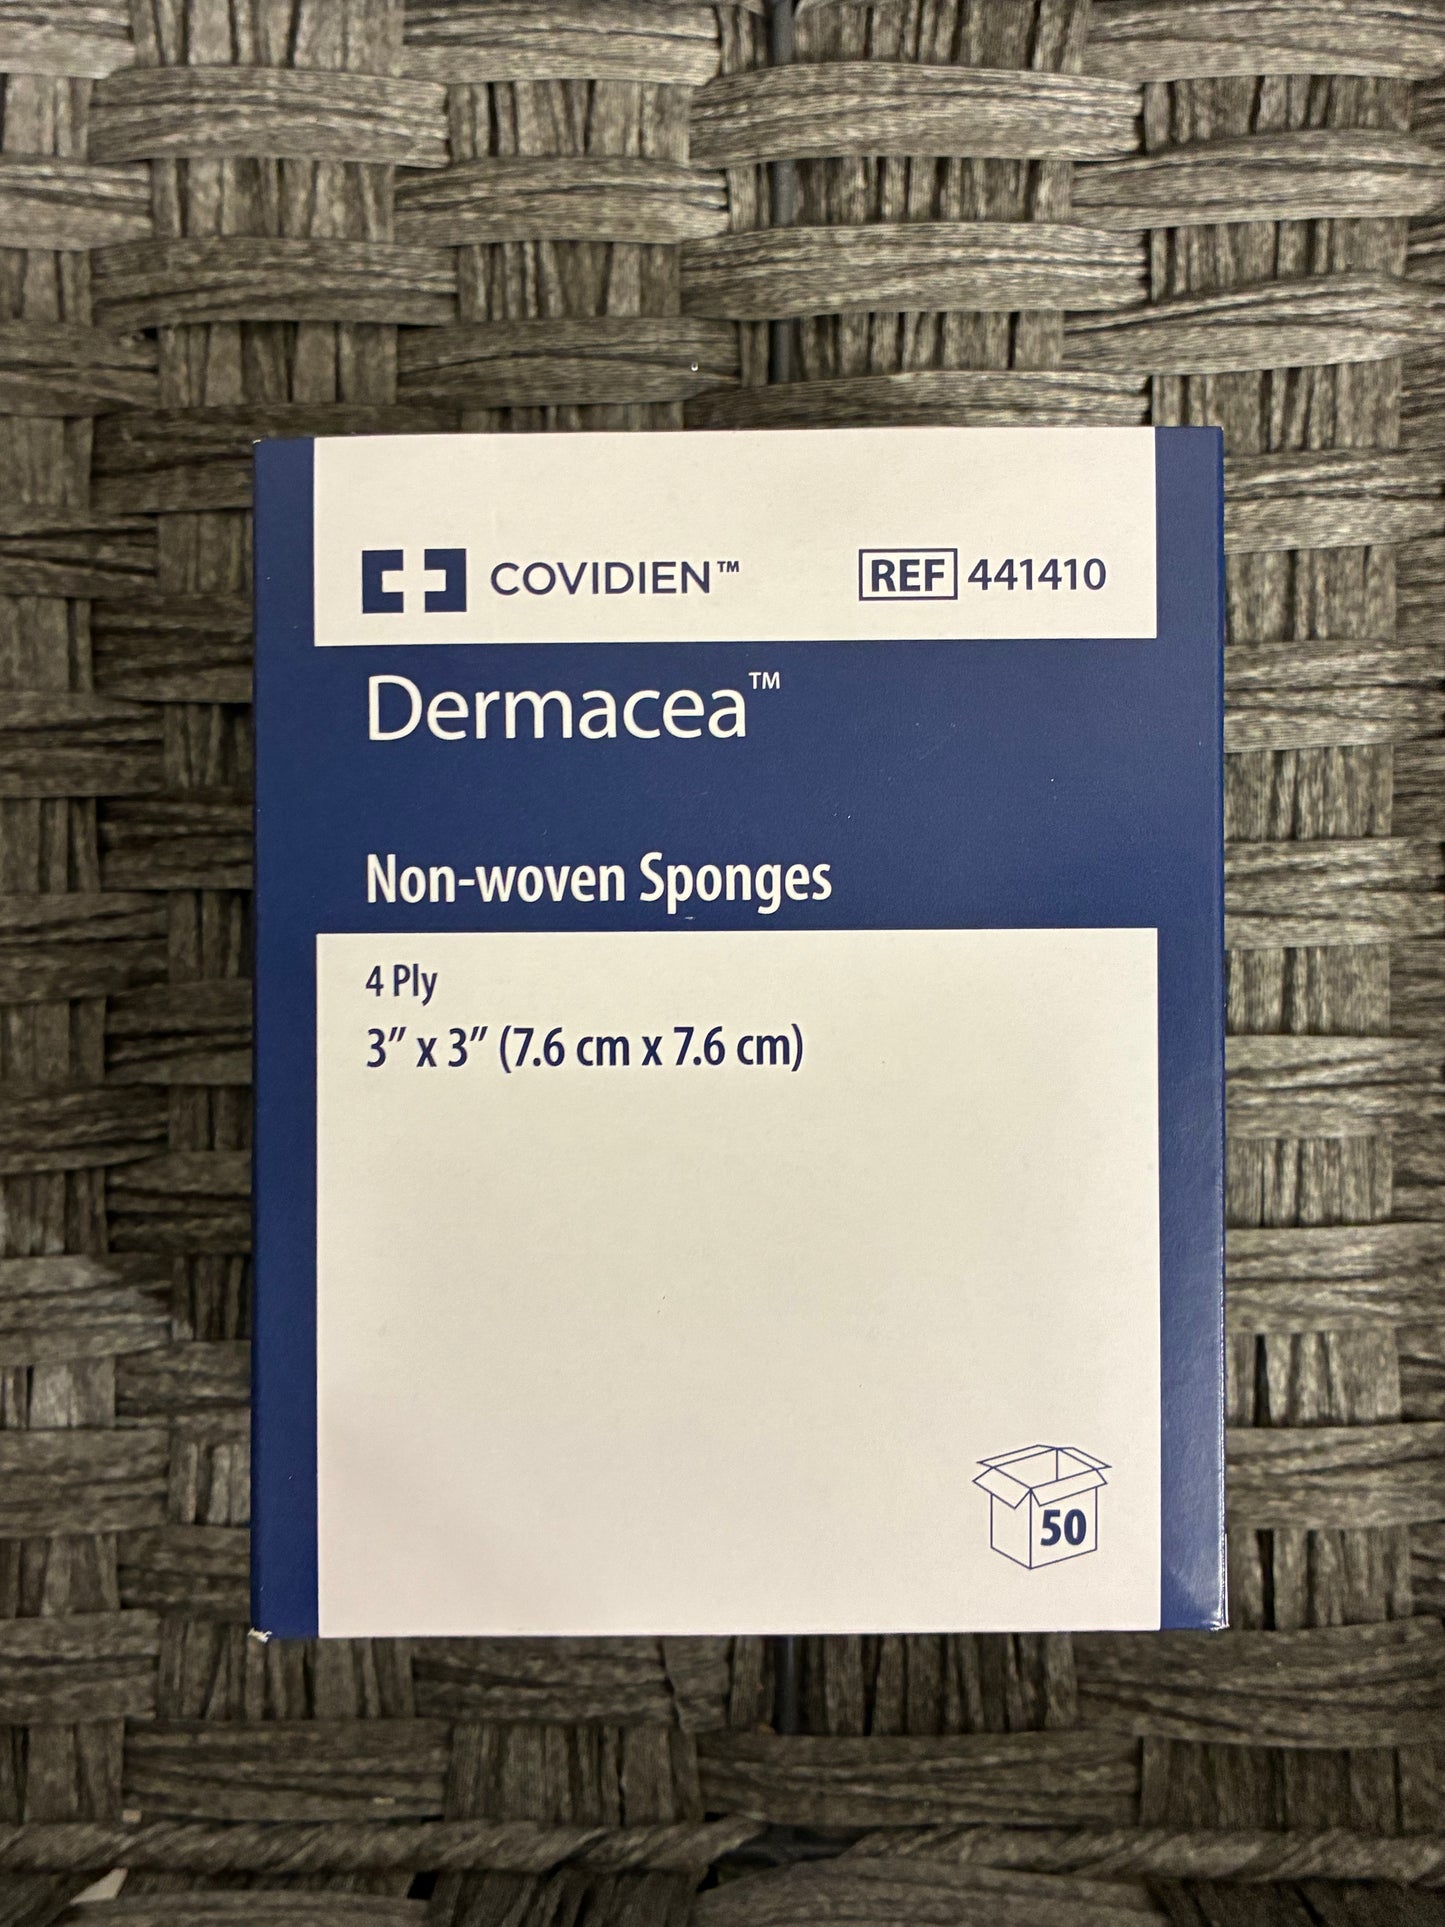 COVIDIEN™ REF 441410
Dermacea™
Non-woven Sponges
4 Ply
3” x 3” (7.6 cm x 7.6 cm)
50